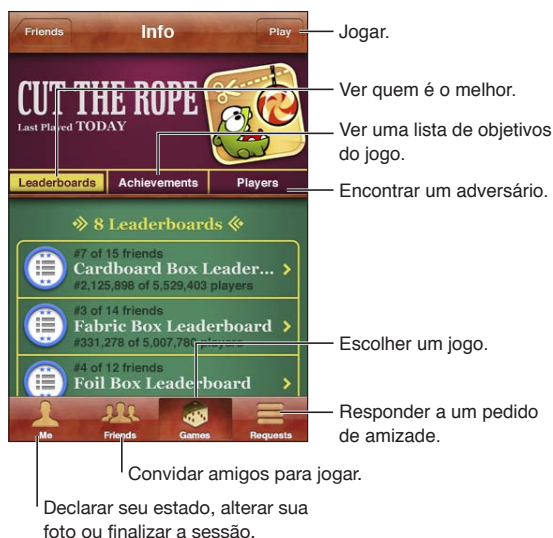 Friends
Info
Play
Jogar.
CUT THE ROPE
Last Played TODAY
Ver quem é o melhor.
Ver uma lista de objetivos
do jogo.
Leaderboards
Achievements
Players
Encontrar um adversário.
8 Leaderboards
#7 of 15 friends
Cardboard Box Leader...
#2,125,898 of 5,529,403 players
#3 of 14 friends
Fabric Box Leaderboard
#331,278 of 5,007,780 players
Escolher um jogo.
#4 of 12 friends
Foil Box Leaderboard
Me
Friends
Games
Requests
Responder a um pedido
de amizade.
Convidar amigos para jogar.
Declarar seu estado, alterar sua
foto ou finalizar a sessão.